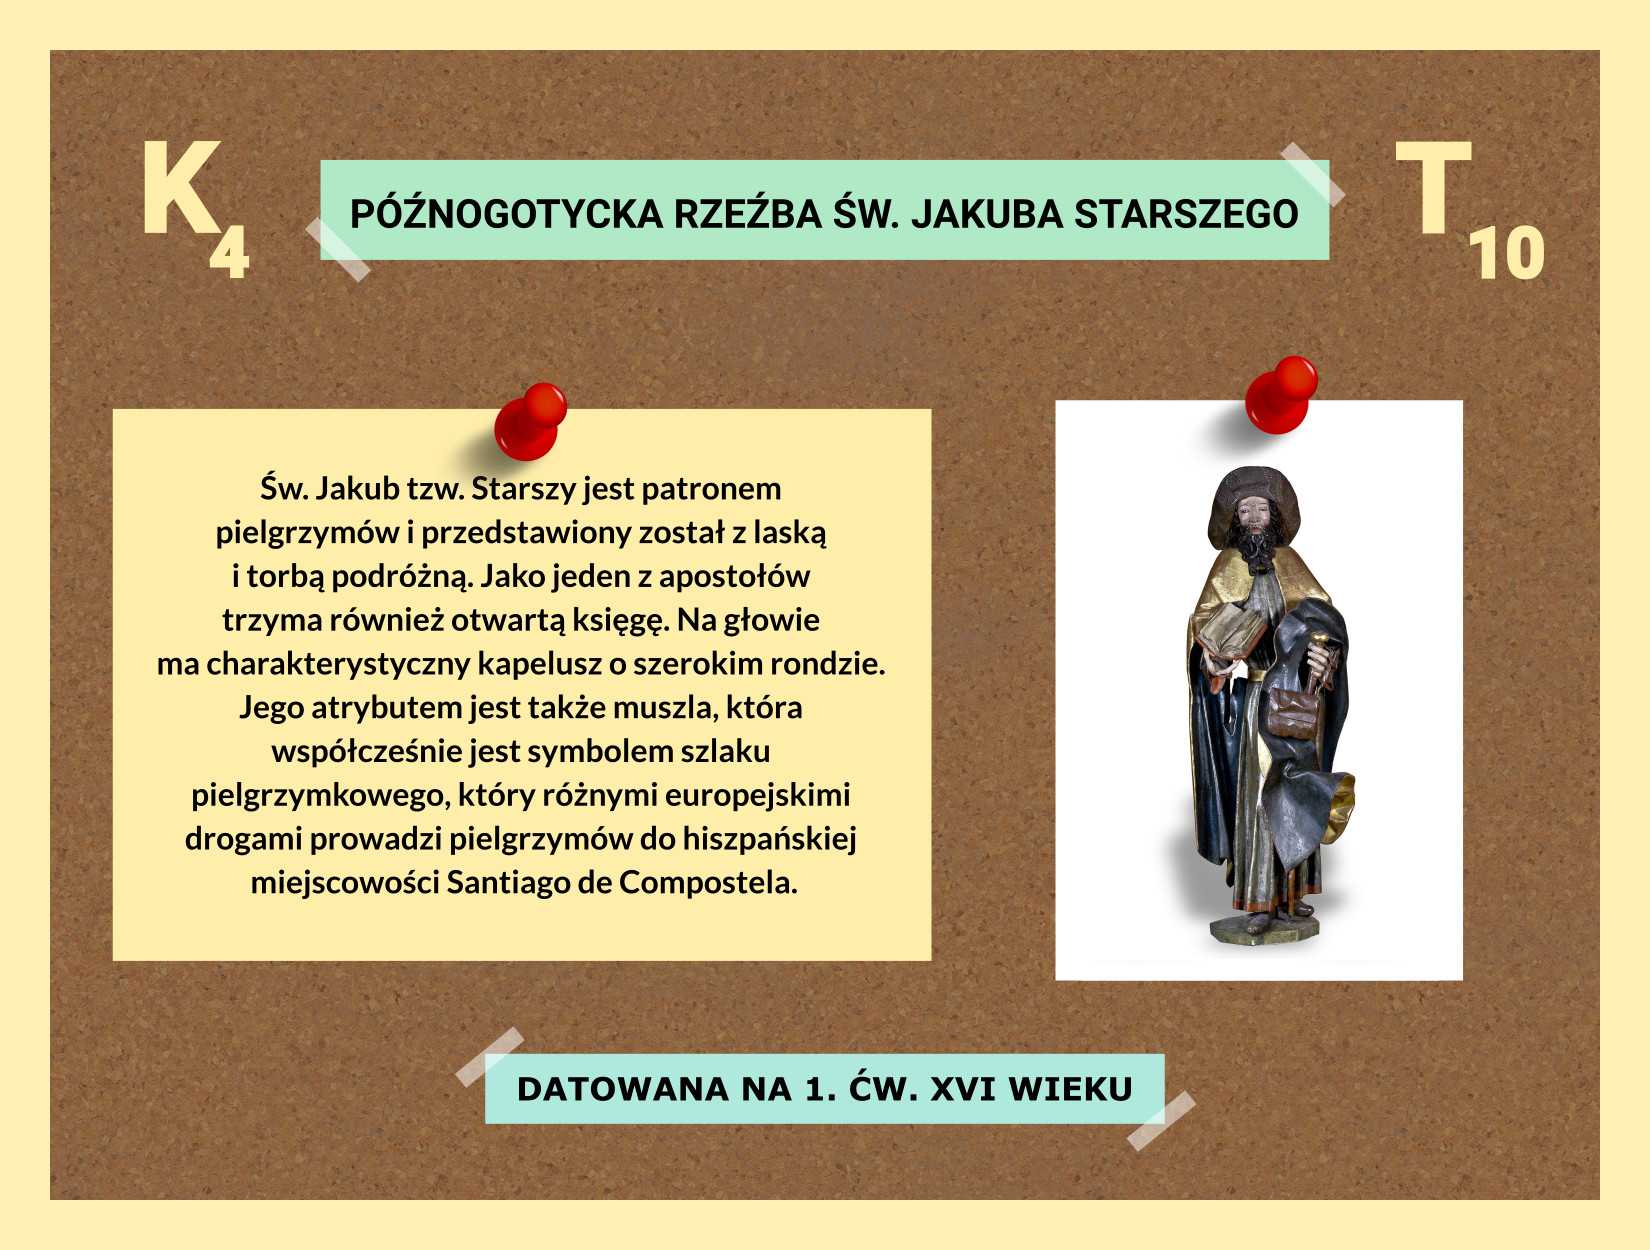 K
4
PÓŹNOGOTYCKA RZEŹBA ŚW. JAKUBA STARSZEGO
T
10
Św. Jakub tzw. Starszy jest patronem
pielgrzymów i przedstawiony został z laską
i torbą podróżną. Jako jeden z apostołów
trzyma również otwartą księgę. Na głowie
ma charakterystyczny kapelusz o szerokim rondzie.
Jego atrybutem jest także muszla, która
współcześnie jest symbolem szlaku
pielgrzymkowego, który różnymi europejskimi
drogami prowadzi pielgrzymów do hiszpańskiej
miejscowości Santiago de Compostela.
DATOWANA NA 1. ĆW. XVI WIEKU